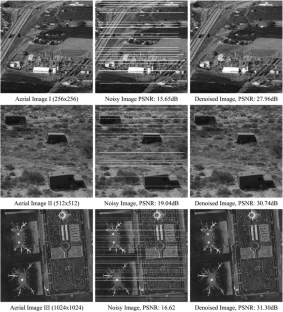 Aerial Image I (256x256) Noisy Image PSNR: 15.65dB Denoised Image, PSNR: 27.96dB
Aerial Image II (512x512) Noisy Image, PSNR: 19.04dB Denoised Image, PSNR: 30.74dB
Aerial Image III (1024x1024) Noisy Image, PSNR: 16.62 Denoised Image, PSNR: 31.30dB